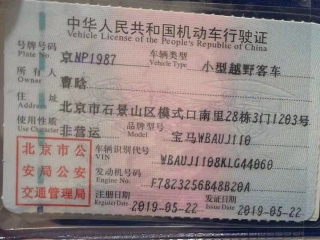 中华人民共和国机动车行驶证
Vehicle License of the People's Republic of China
号牌号码 京NP1987 车辆类型 小型越野客车
Plate No Vehicle Type
所有人 曹晗
Owner
住址 北京市石景山区模式口南里28栋3门1203号
Address
使用性质 非营运 品牌型号 宝马WBAUJ110
Use Character Model
北京市公安局公安交通管理局
车辆识别代号 WBAUJ1108KLG44060
VIN
发动机号码 F7823256B48B20A
Engine No
注册日期 2019-05-22 发证日期 2019-05-22
Register Date Issue Date